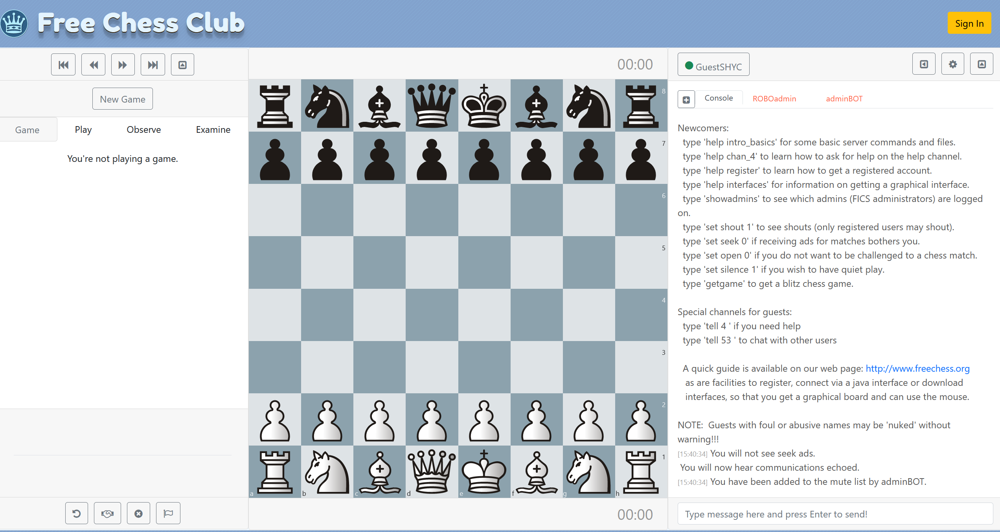 Free Chess Club
Sign In
New Game
Game Play Observe Examine
You're not playing a game.
00:00
8
7
6
5
4
3
2
1
a b c d e f g h
00:00
GuestSHYC
Console ROBOadmin adminBOT
Newcomers:
type 'help intro_basics' for some basic server commands and files.
type 'help chan_4' to learn how to ask for help on the help channel.
type 'help register' to learn how to get a registered account.
type 'help interfaces' for information on getting a graphical interface.
type 'showadmins' to see which admins (FICS administrators) are logged
on.
type 'set shout 1' to see shouts (only registered users may shout).
type 'set seek 0' if receiving ads for matches bothers you.
type 'set open 0' if you do not want to be challenged to a chess match.
type 'set silence 1' if you wish to have quiet play.
type 'getgame' to get a blitz chess game.
Special channels for guests:
type 'tell 4 ' if you need help
type 'tell 53 ' to chat with other users
A quick guide is available on our web page: http://www.freechess.org
as are facilities to register, connect via a java interface or download
interfaces, so that you get a graphical board and can use the mouse.
NOTE:  Guests with foul or abusive names may be 'nuked' without
warning!!!
[15:40:34] You will not see seek ads.
You will now hear communications echoed.
[15:40:34] You have been added to the mute list by adminBOT.
Type message here and press Enter to send!